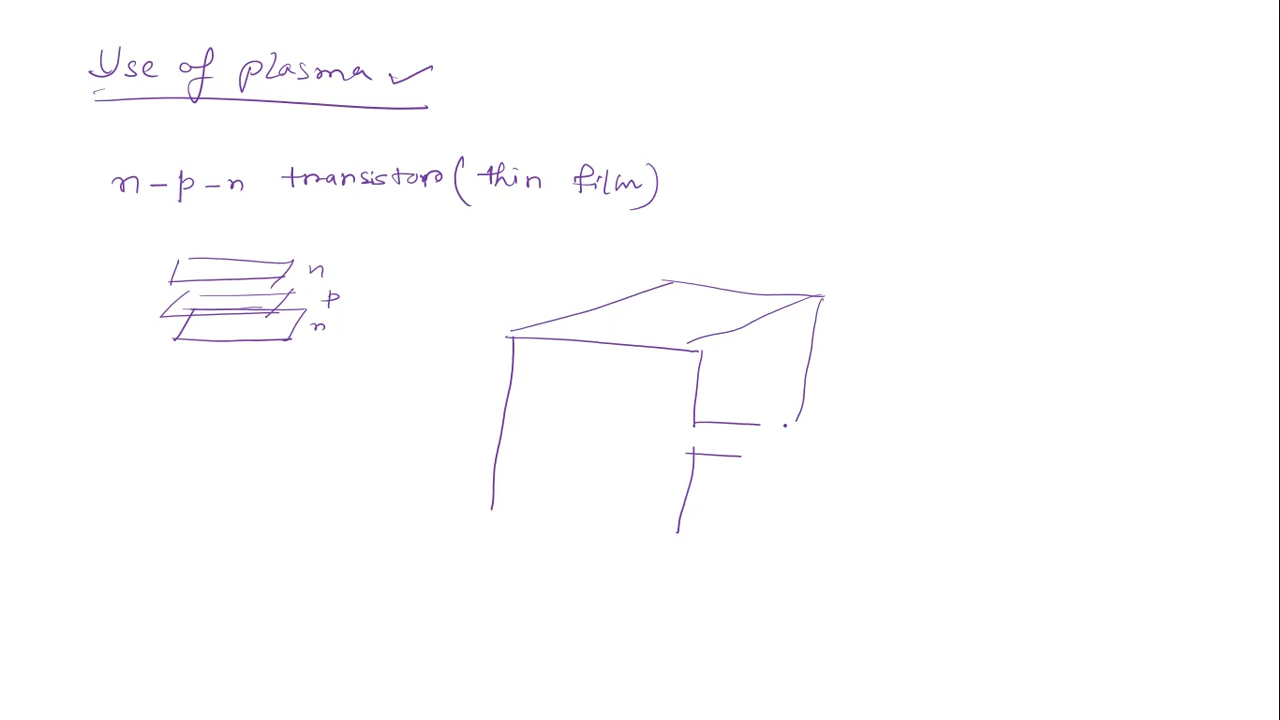 Use of plasma ✓
n-p-n transistors (thin film)
n
p
n